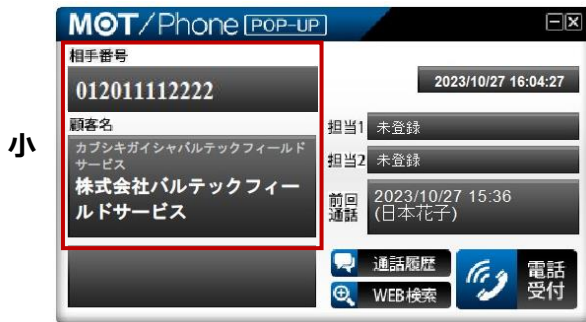 MOT/Phone POP-UP
相手番号
012011112222
2023/10/27 16:04:27
小
顧客名
カブシキガイシャバルテックフィールド
サービス
株式会社バルテックフィー
ルドサービス
担当1 未登録
担当2 未登録
前回
通話
2023/10/27 15:36
(日本花子)
通話履歴
WEB検索
電話
受付